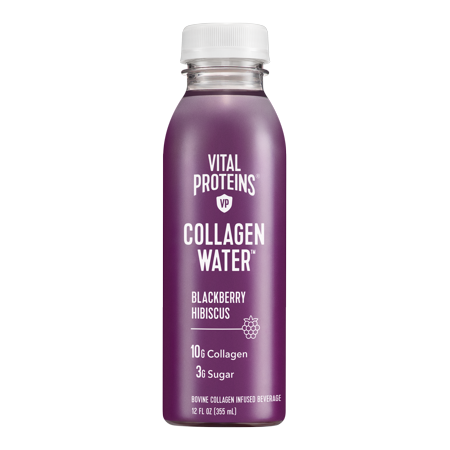 VITAL
PROTEINS®
VP
COLLAGEN
WATER™
BLACKBERRY
HIBISCUS
10G Collagen
3G Sugar
BOVINE COLLAGEN INFUSED BEVERAGE
12 FL OZ (355 mL)